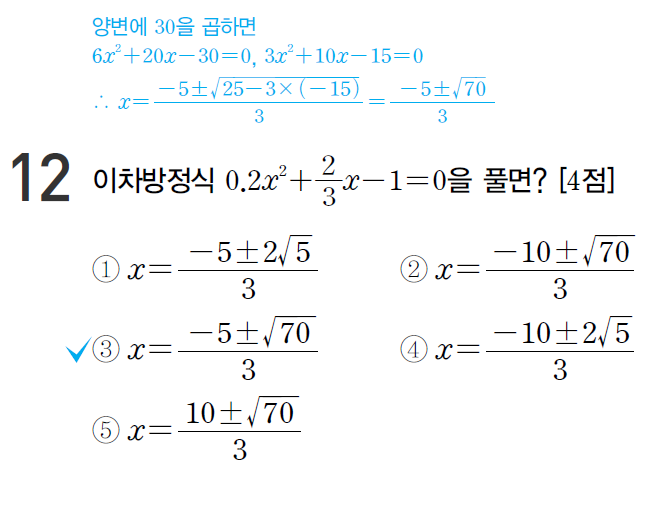 양변에 30을 곱하면
6x²+20x-30=0, 3x²+10x-15=0
∴ x=(-5±√(25-3×(-15)))/3=(-5±√70)/3
12 이차방정식 0.2x²+2/3x-1=0을 풀면? [4점]
① x=(-5±2√5)/3 ② x=(-10±√70)/3
✓③ x=(-5±√70)/3 ④ x=(-10±2√5)/3
⑤ x=(10±√70)/3